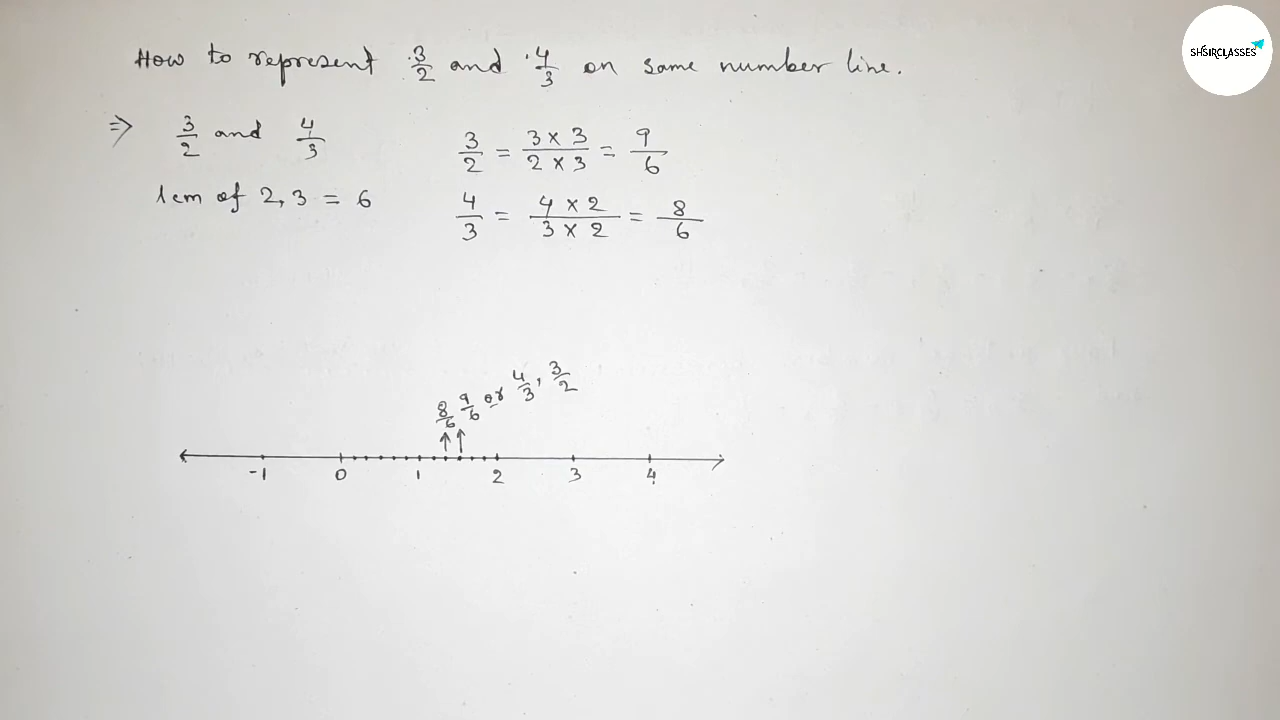 How to represent 3/2 and 4/3 on same number line.
SHSIRCLASSES
⇒ 3/2 and 4/3
lcm of 2, 3 = 6
3/2 = 3 × 3 / 2 × 3 = 9/6
4/3 = 4 × 2 / 3 × 2 = 8/6
8/6 9/6 or 4/3, 3/2
-1 0 1 2 3 4